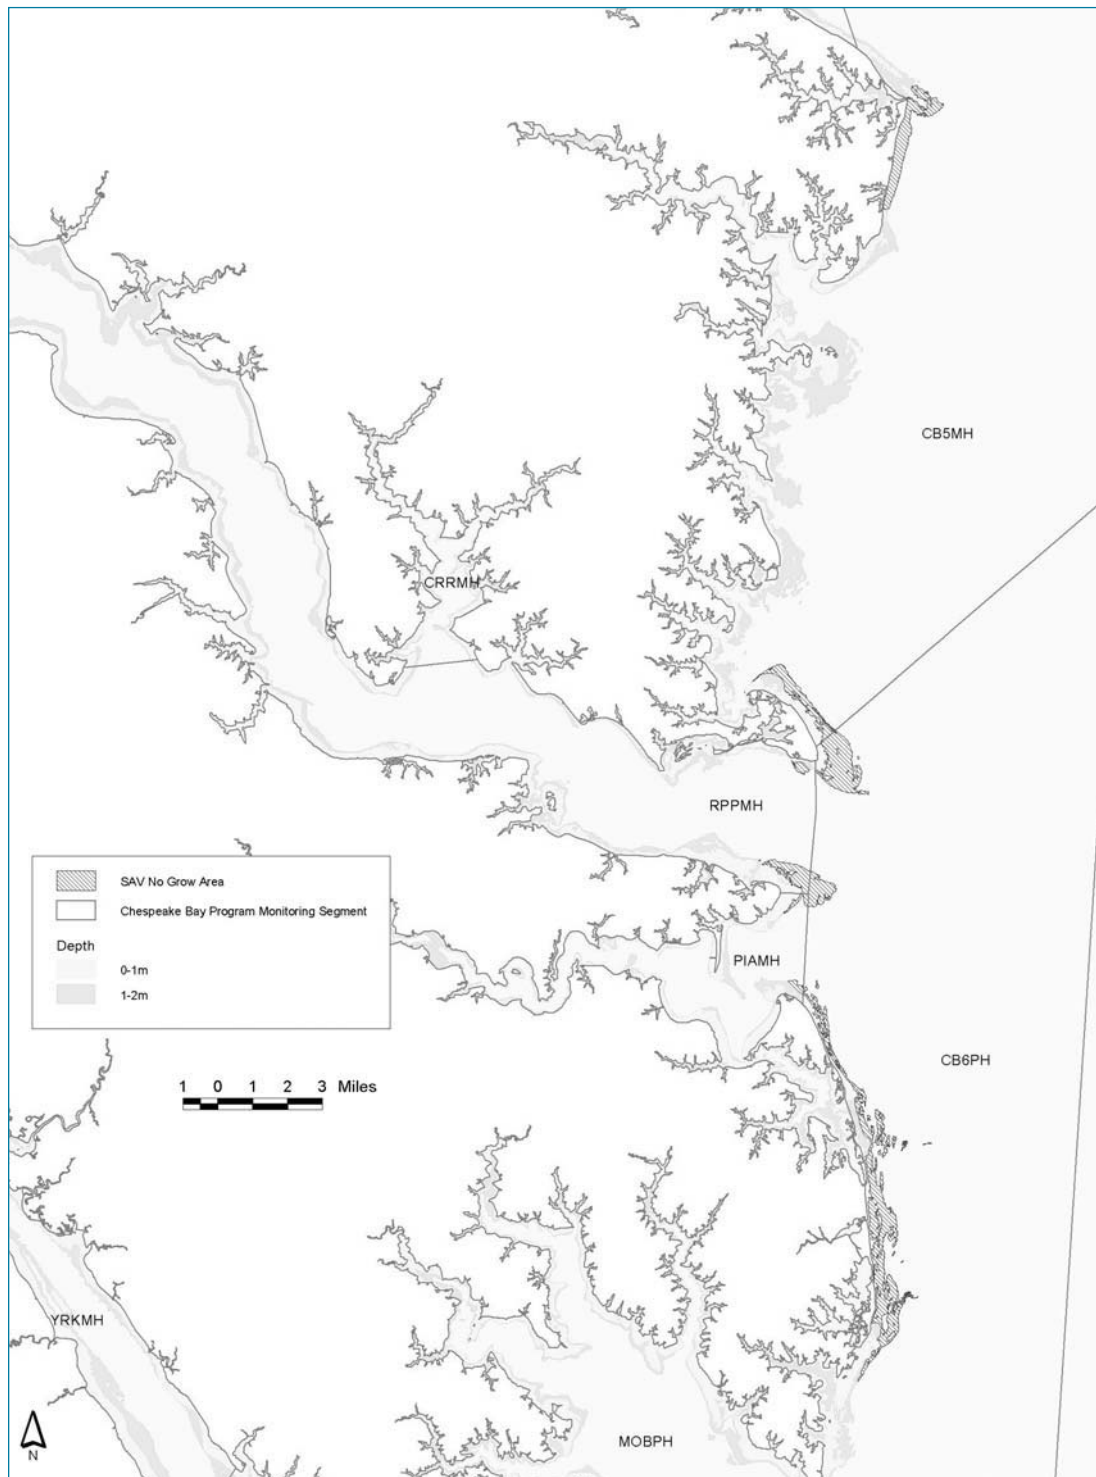 CB5MH
CRRMH
RPPMH
SAV No Grow Area
Chespeake Bay Program Monitoring Segment
Depth
0-1m
1-2m
PIAMH
CB6PH
1 0 1 2 3 Miles
YRKMH
MOBPH
N